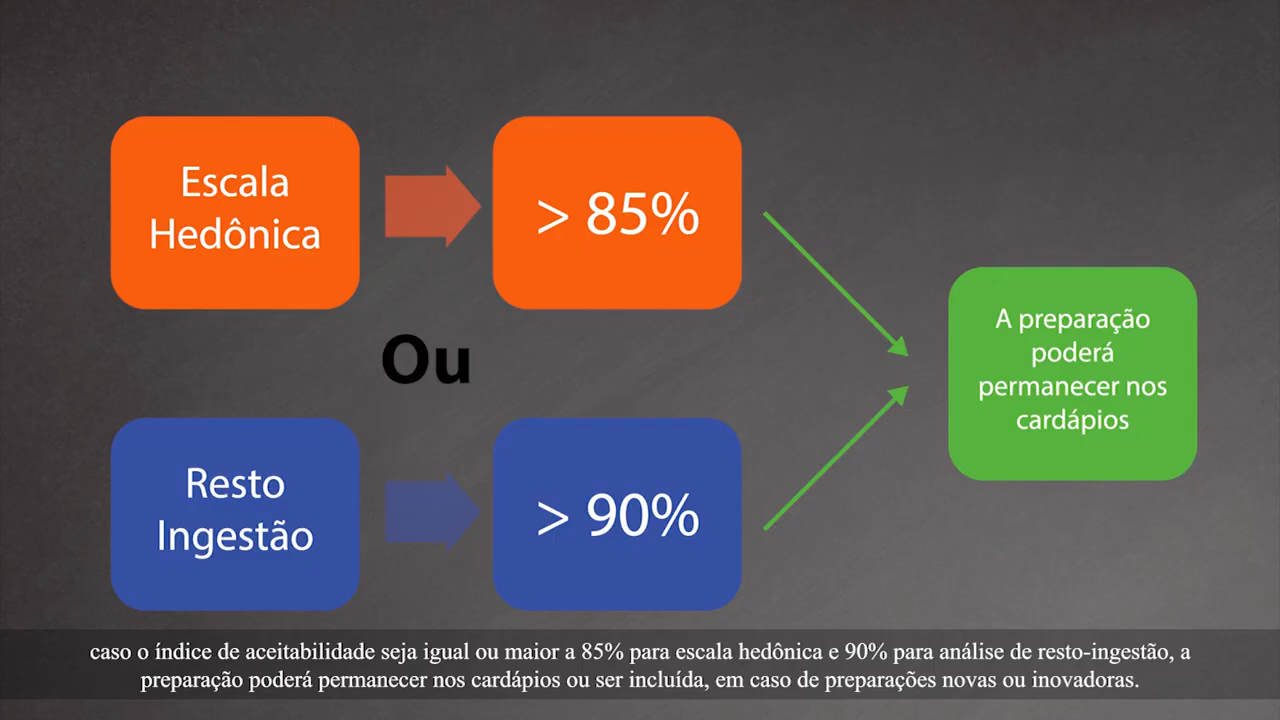 Escala
Hedônica
> 85%
Ou
Resto
Ingestão
> 90%
A preparação
poderá
permanecer nos
cardápios
caso o índice de aceitabilidade seja igual ou maior a 85% para escala hedônica e 90% para análise de resto-ingestão, a
preparação poderá permanecer nos cardápios ou ser incluída, em caso de preparações novas ou inovadoras.